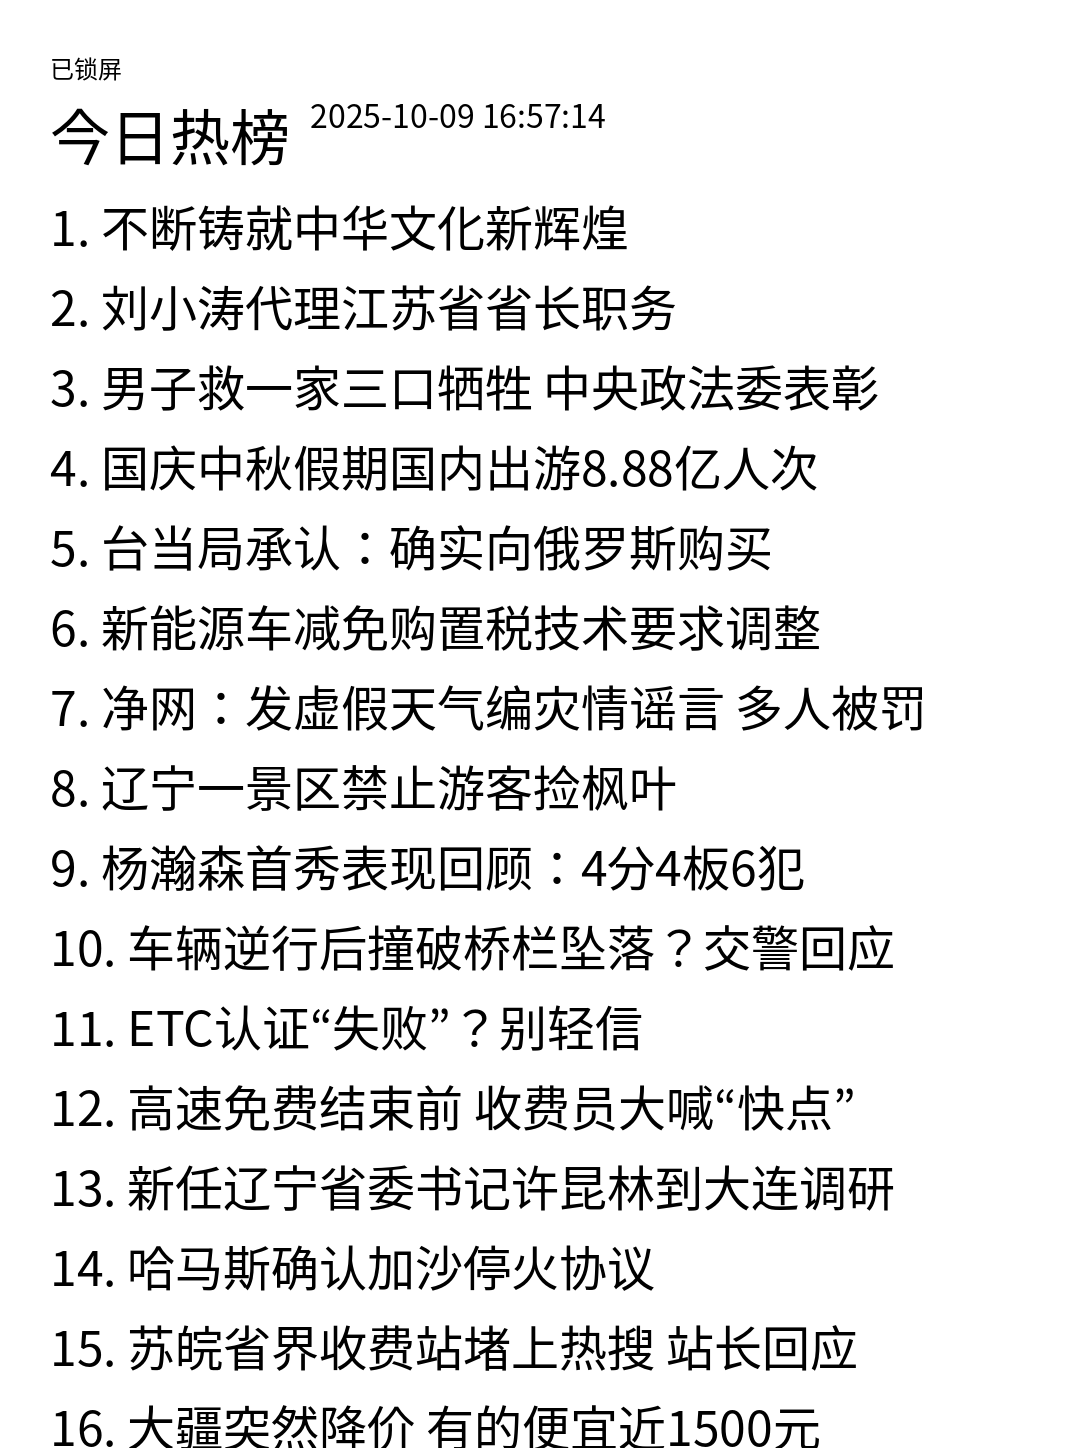 已锁屏
今日热榜 2025-10-09 16:57:14
1. 不断铸就中华文化新辉煌
2. 刘小涛代理江苏省省长职务
3. 男子救一家三口牺牲 中央政法委表彰
4. 国庆中秋假期国内出游8.88亿人次
5. 台当局承认：确实向俄罗斯购买
6. 新能源车减免购置税技术要求调整
7. 净网：发虚假天气编灾情谣言 多人被罚
8. 辽宁一景区禁止游客捡枫叶
9. 杨瀚森首秀表现回顾：4分4板6犯
10. 车辆逆行后撞破桥栏坠落？交警回应
11. ETC认证“失败”？别轻信
12. 高速免费结束前 收费员大喊“快点”
13. 新任辽宁省委书记许昆林到大连调研
14. 哈马斯确认加沙停火协议
15. 苏皖省界收费站堵上热搜 站长回应
16. 大疆突然降价 有的便宜近1500元